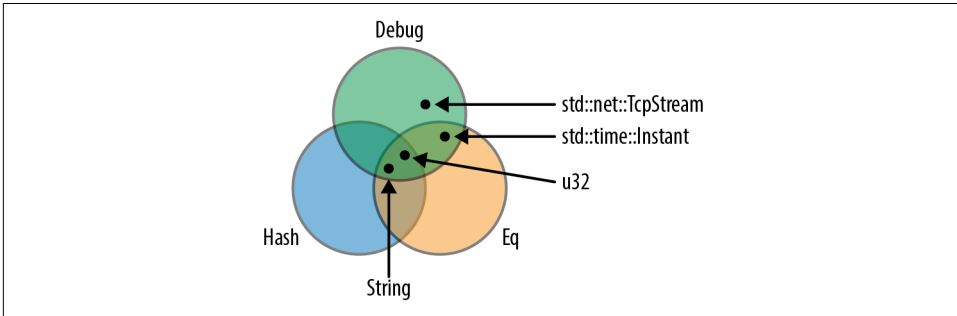 Debug
std::net::TcpStream
std::time::Instant
u32
Hash
Eq
String